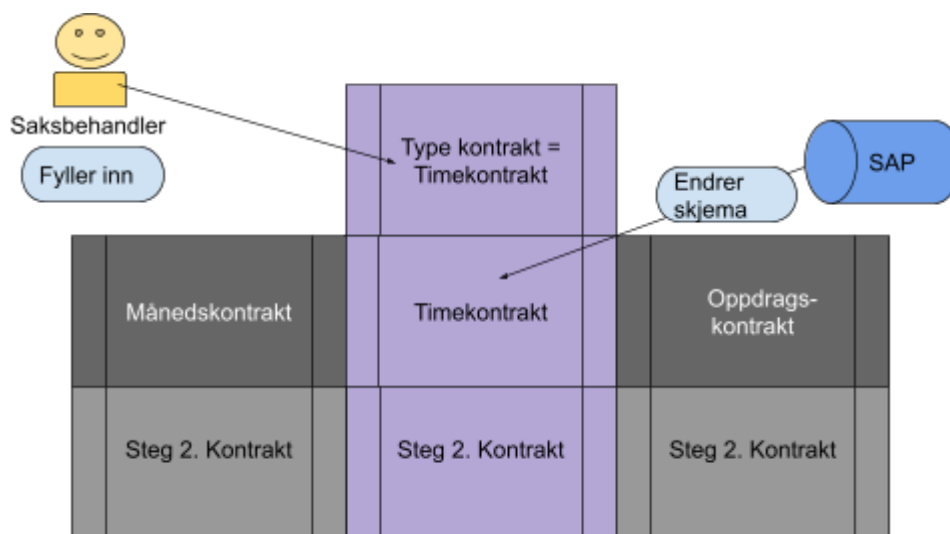 Saksbehandler
Fyller inn
Type kontrakt =
Timekontrakt
Endrer
skjema
SAP
Månedskontrakt
Timekontrakt
Oppdrags-
kontrakt
Steg 2. Kontrakt
Steg 2. Kontrakt
Steg 2. Kontrakt